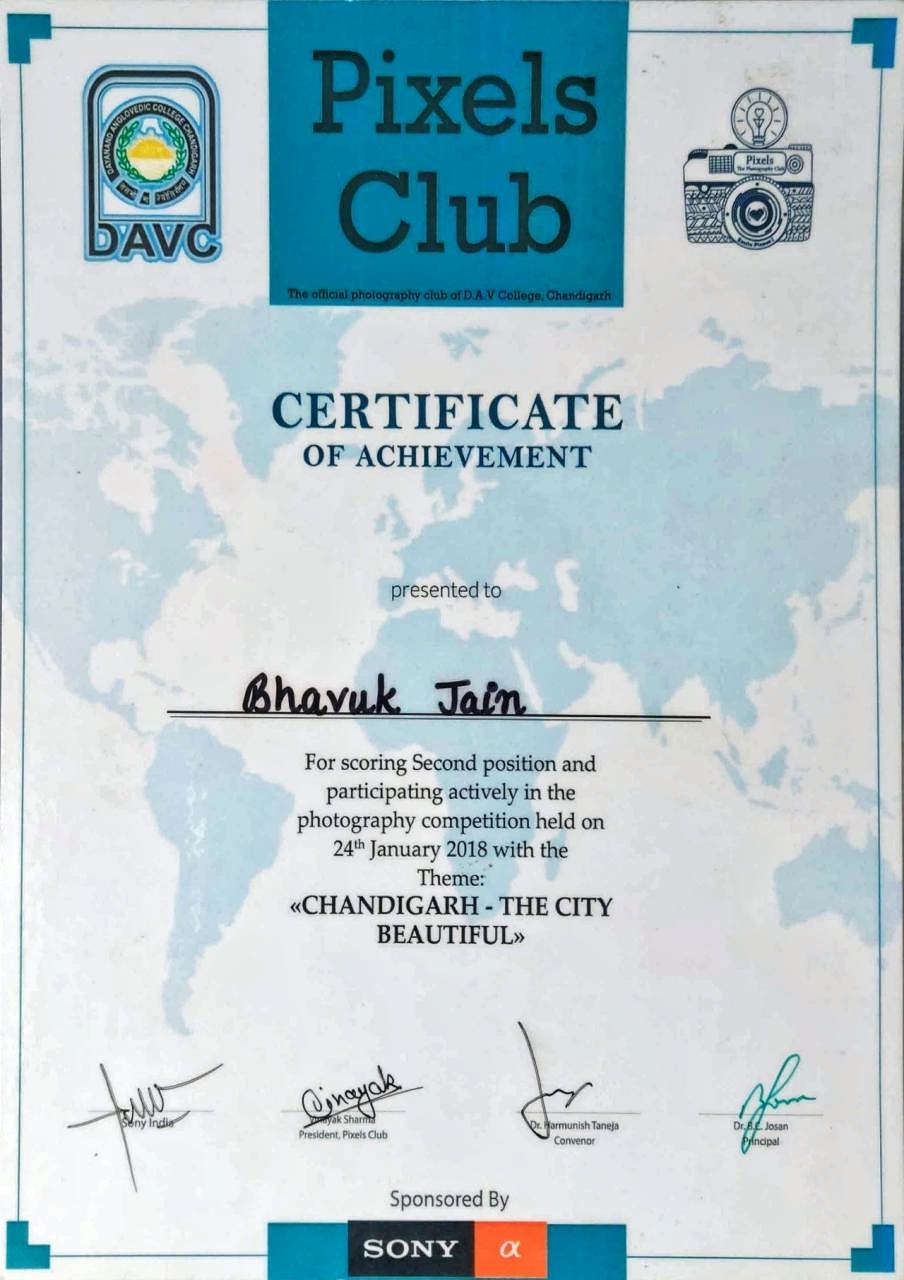 DAYANAND ANGLOVEDIC COLLEGE CHANDIGARH
DAVC
Pixels
Club
The official photography club of D.A.V College, Chandigarh
Pixels
The Photography Club
CERTIFICATE
OF ACHIEVEMENT
presented to
Bhavuk Jain
For scoring Second position and
participating actively in the
photography competition held on
24th January 2018 with the
Theme:
«CHANDIGARH - THE CITY
BEAUTIFUL»
Sony India
Vinayak
Vinayak Sharma
President, Pixels Club
Dr. Harmunish Taneja
Convenor
Dr. B.C. Josan
Principal
Sponsored By
SONY α